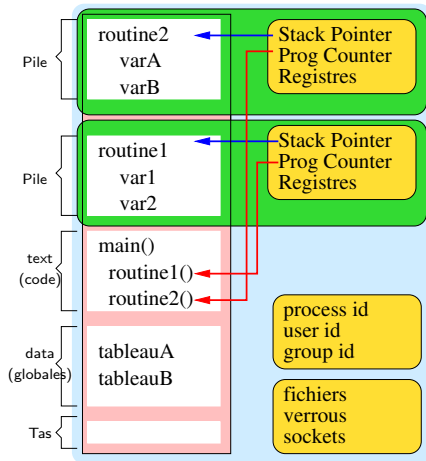 Pile
routine2
varA
varB
Stack Pointer
Prog Counter
Registres
Pile
routine1
var1
var2
Stack Pointer
Prog Counter
Registres
text
(code)
main()
routine1()
routine2()
data
(globales)
tableauA
tableauB
Tas
process id
user id
group id
fichiers
verrous
sockets